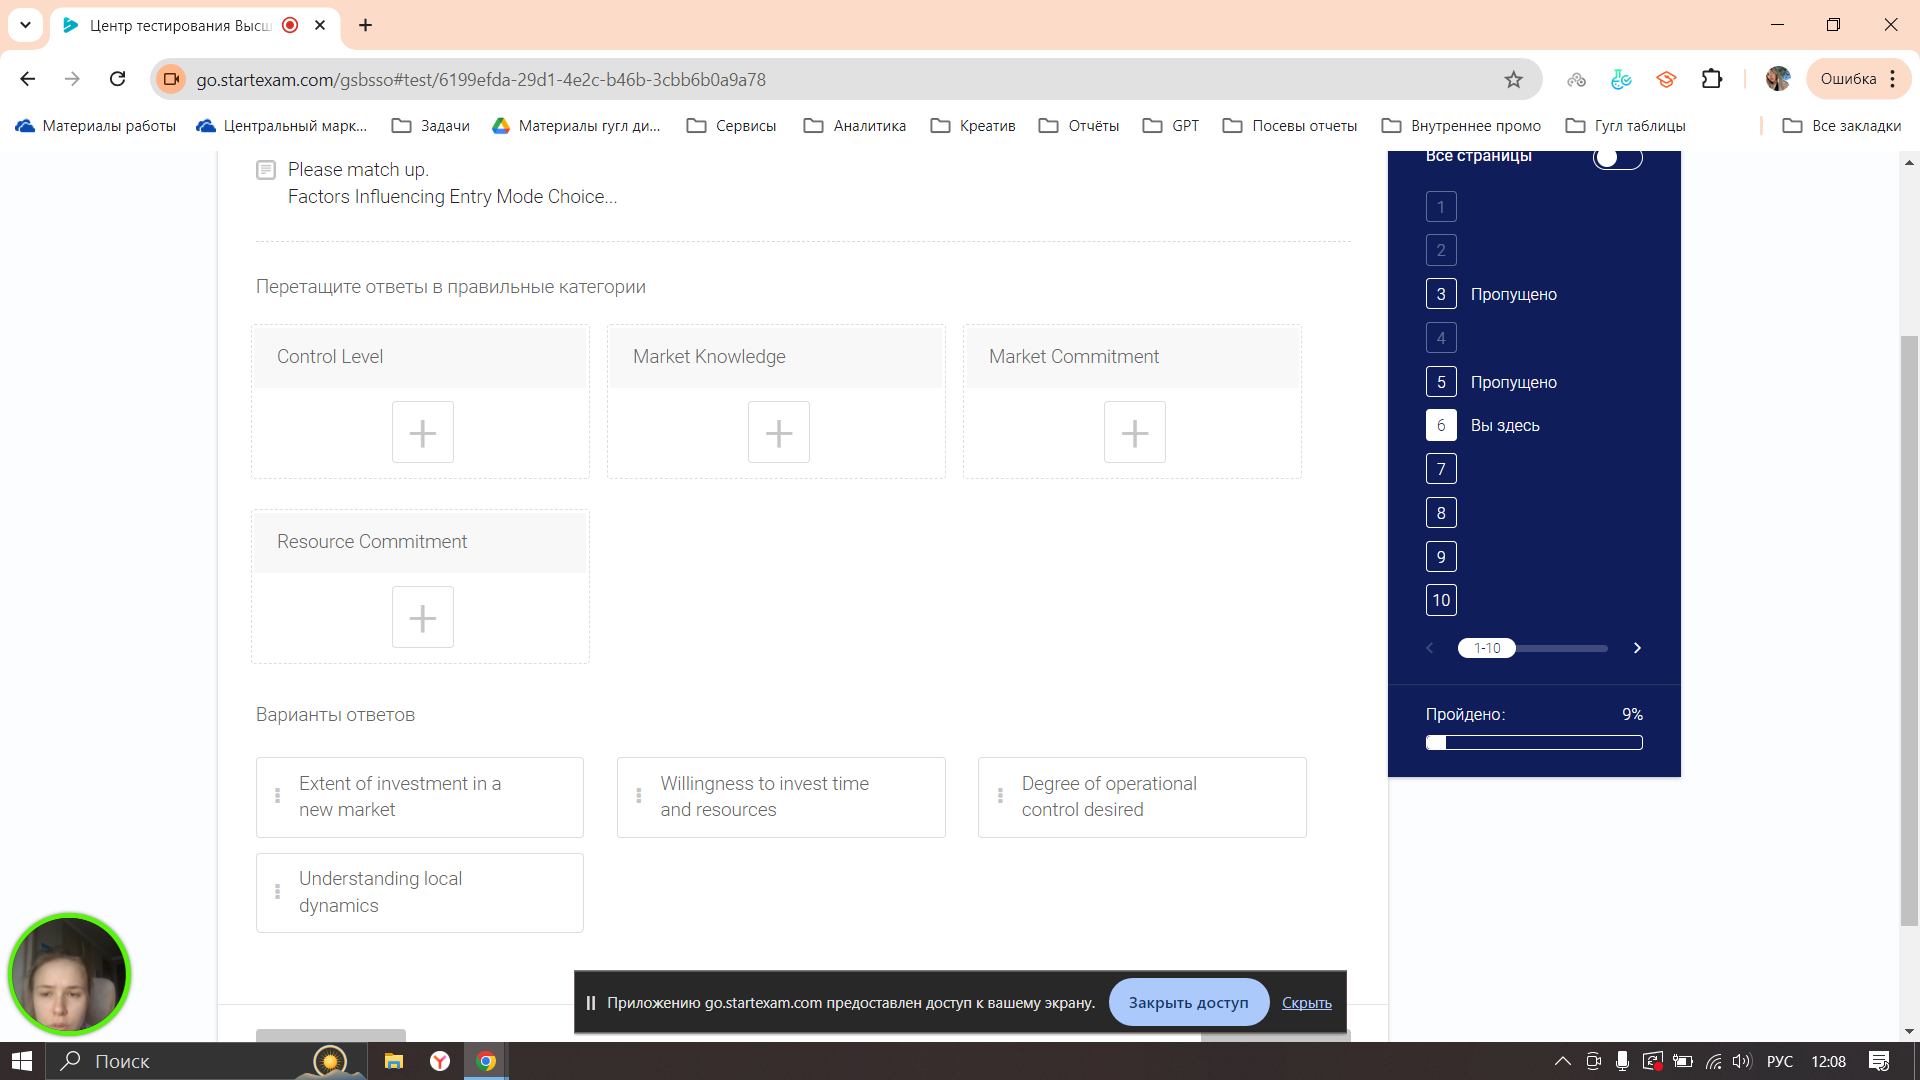 Центр тестирования Высш
go.startexam.com/gsbsso#test/6199efda-29d1-4e2c-b46b-3cbb6b0a9a78
Ошибка
Материалы работы
Центральный марк...
Задачи
Материалы гугл ди...
Сервисы
Аналитика
Креатив
Отчёты
GPT
Посевы отчеты
Внутреннее промо
Гугл таблицы
Все закладки
Please match up.
Factors Influencing Entry Mode Choice...
Перетащите ответы в правильные категории
Control Level
Market Knowledge
Market Commitment
Resource Commitment
Варианты ответов
Extent of investment in a
new market
Willingness to invest time
and resources
Degree of operational
control desired
Understanding local
dynamics
Все страницы
1
2
3 Пропущено
4
5 Пропущено
6 Вы здесь
7
8
9
10
1-10
Пройдено: 9%
Приложению go.startexam.com предоставлен доступ к вашему экрану.
Закрыть доступ
Скрыть
Поиск
РУС
12:08